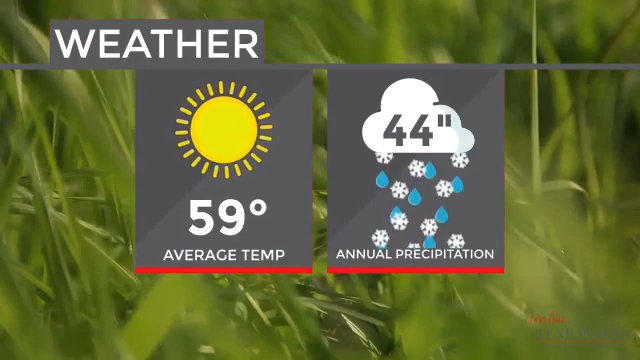 WEATHER
59°
AVERAGE TEMP
44"
ANNUAL PRECIPITATION